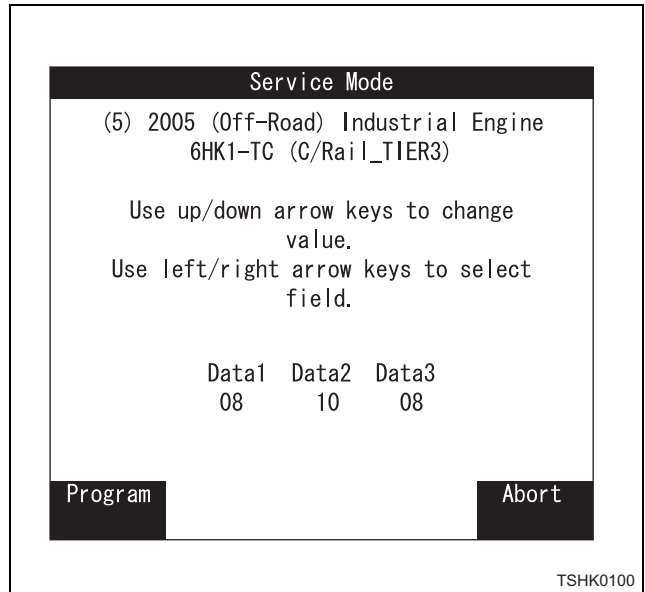 Service Mode
(5) 2005 (Off-Road) Industrial Engine
6HK1-TC (C/Rail_TIER3)
Use up/down arrow keys to change
value.
Use left/right arrow keys to select
field.
Data1 Data2 Data3
08 10 08
Program Abort
TSHK0100